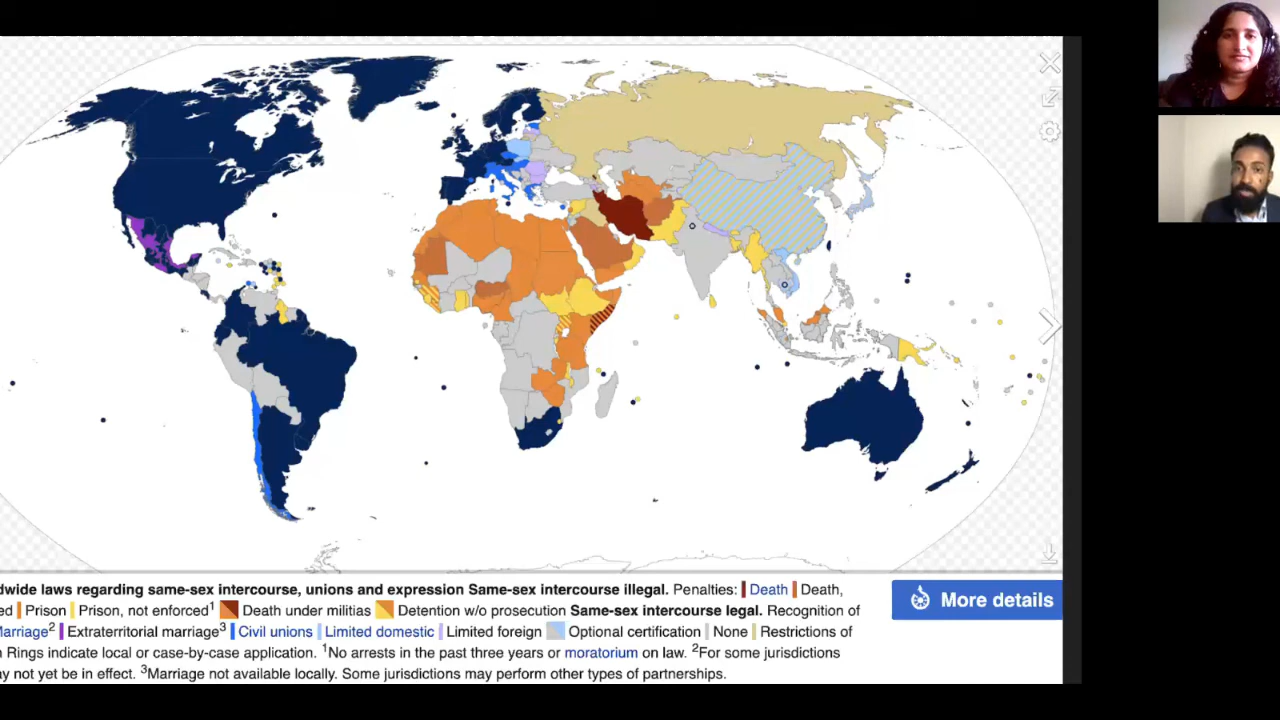 dwide laws regarding same-sex intercourse, unions and expression Same-sex intercourse illegal. Penalties: Death Death,
ed Prison Prison, not enforced1 Death under militias Detention w/o prosecution Same-sex intercourse legal. Recognition of
Marriage2 Extraterritorial marriage3 Civil unions Limited domestic Limited foreign Optional certification None Restrictions of
Rings indicate local or case-by-case application. 1No arrests in the past three years or moratorium on law. 2For some jurisdictions
y not yet be in effect. 3Marriage not available locally. Some jurisdictions may perform other types of partnerships.
More details